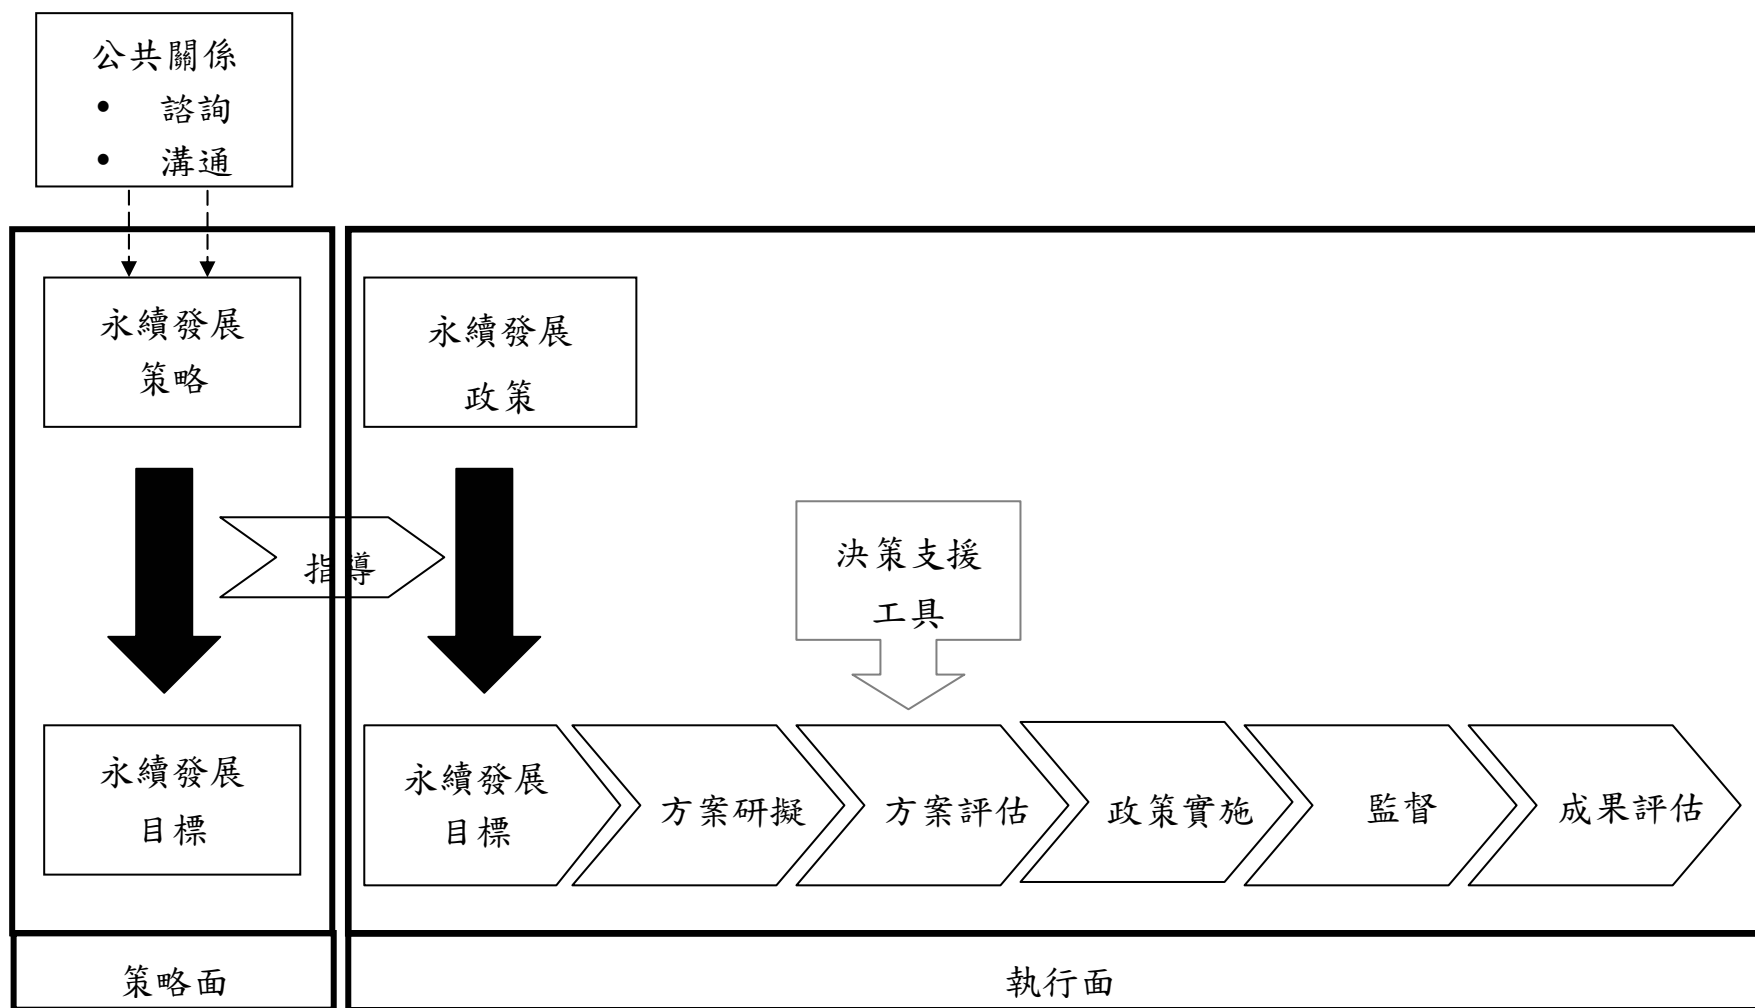 公共關係
• 諮詢
• 溝通
永續發展
策略
永續發展
政策
指導
決策支援
工具
永續發展
目標
永續發展
目標
方案研擬
方案評估
政策實施
監督
成果評估
策略面
執行面